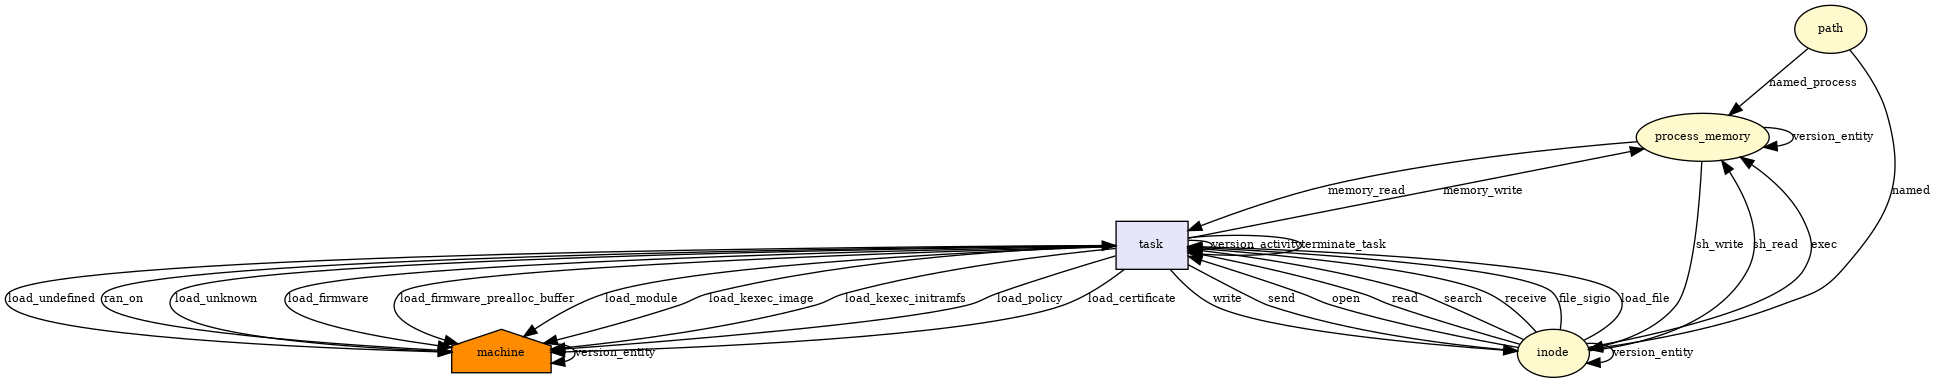 path
named_process
process_memory
version_entity
memory_read
memory_write
named
task
version_activity
terminate_task
sh_write
sh_read
exec
load_undefined
ran_on
load_unknown
load_firmware
load_firmware_prealloc_buffer
load_module
load_kexec_image
load_kexec_initramfs
load_policy
load_certificate
write
send
open
read
search
receive
file_sigio
load_file
machine
version_entity
inode
version_entity